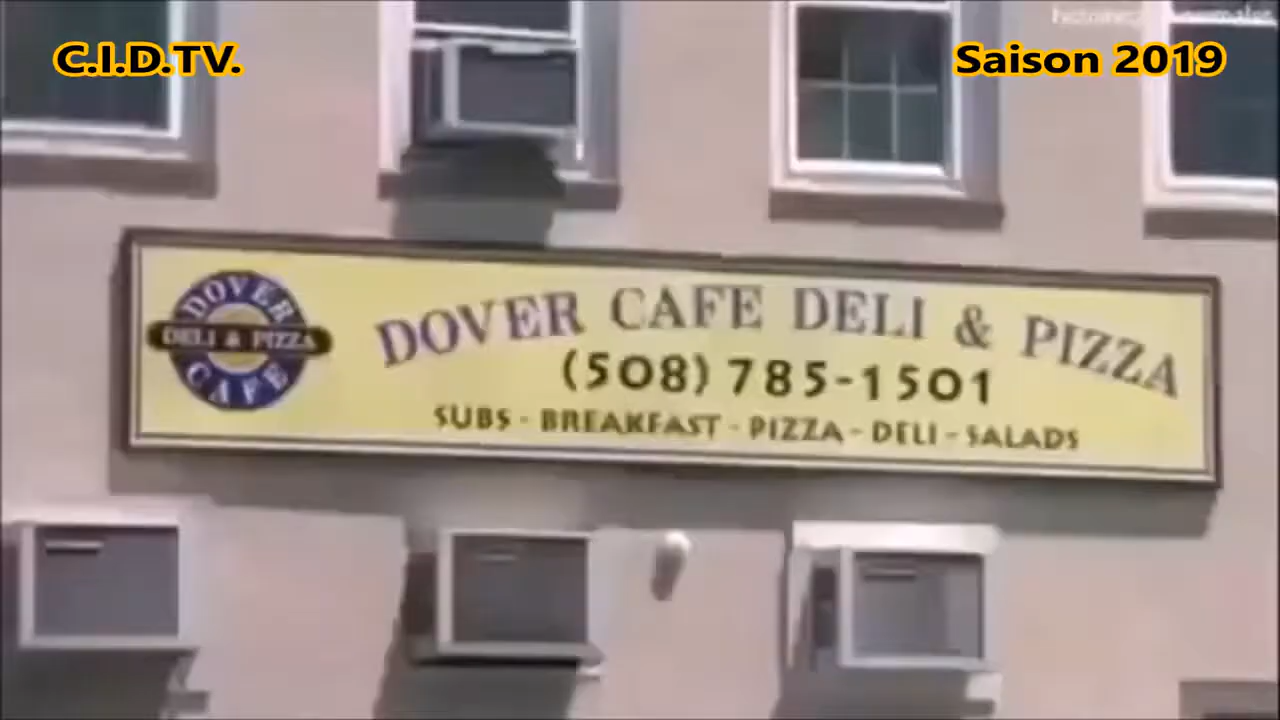 C.I.D.TV.
Saison 2019
DOVER
DELI & PIZZA
CAFE
DOVER CAFE DELI & PIZZA
(508) 785-1501
SUBS - BREAKFAST - PIZZA - DELI - SALADS